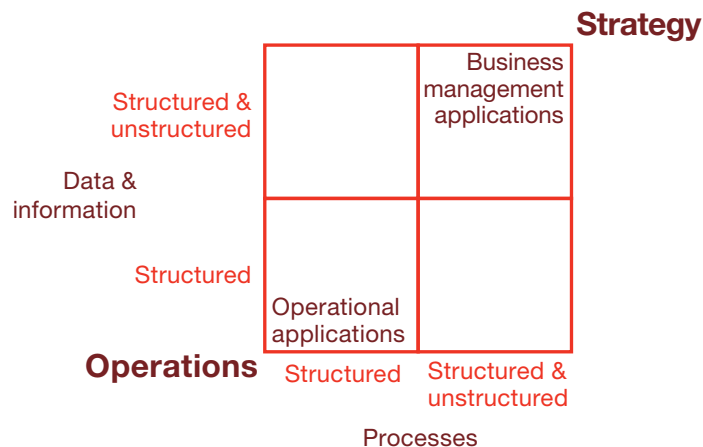 Strategy
Business
management
applications
Structured &
unstructured
Data &
information
Structured
Operational
applications
Operations
Structured
Structured &
unstructured
Processes